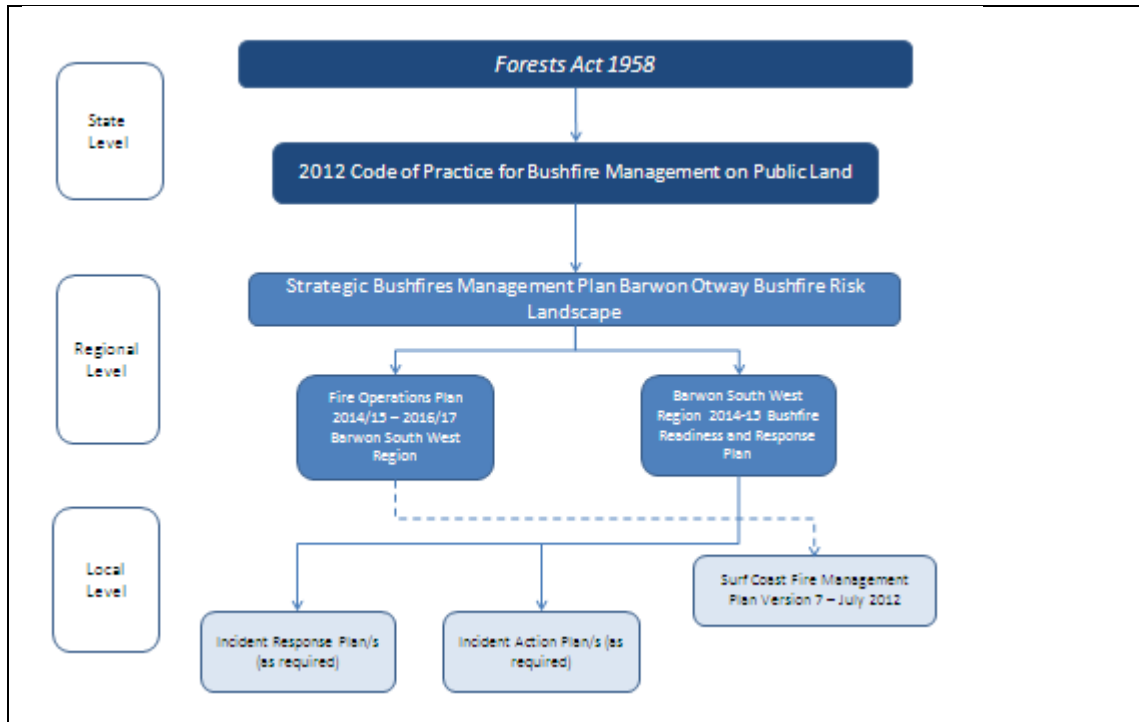 Forests Act 1958
State
Level
2012 Code of Practice for Bushfire Management on Public Land
Strategic Bushfires Management Plan Barwon Otway Bushfire Risk
Landscape
Regional
Level
Fire Operations Plan
2014/15 – 2016/17
Barwon South West
Region
Barwon South West
Region 2014-15 Bushfire
Readiness and Response
Plan
Local
Level
Surf Coast Fire Management
Plan Version 7 – July 2012
Incident Response Plan/s
(as required)
Incident Action Plan/s (as
required)